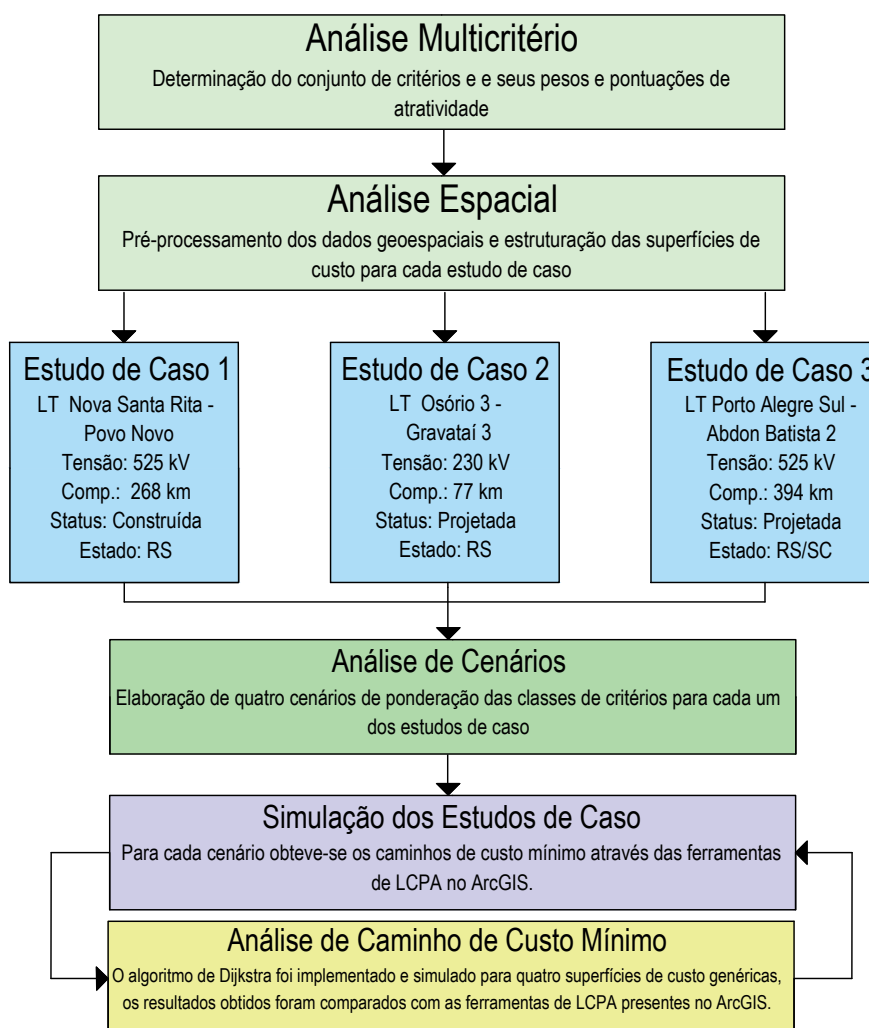 Análise Multicritério
Determinação do conjunto de critérios e e seus pesos e pontuações de
atratividade
Análise Espacial
Pré-processamento dos dados geoespaciais e estruturação das superfícies de
custo para cada estudo de caso
Estudo de Caso 1
LT Nova Santa Rita -
Povo Novo
Tensão: 525 kV
Comp.: 268 km
Status: Construída
Estado: RS
Estudo de Caso 2
LT Osório 3 -
Gravataí 3
Tensão: 230 kV
Comp.: 77 km
Status: Projetada
Estado: RS
Estudo de Caso 3
LT Porto Alegre Sul -
Abdon Batista 2
Tensão: 525 kV
Comp.: 394 km
Status: Projetada
Estado: RS/SC
Análise de Cenários
Elaboração de quatro cenários de ponderação das classes de critérios para cada um
dos estudos de caso
Simulação dos Estudos de Caso
Para cada cenário obteve-se os caminhos de custo mínimo através das ferramentas
de LCPA no ArcGIS.
Análise de Caminho de Custo Mínimo
O algoritmo de Dijkstra foi implementado e simulado para quatro superfícies de custo genéricas,
os resultados obtidos foram comparados com as ferramentas de LCPA presentes no ArcGIS.